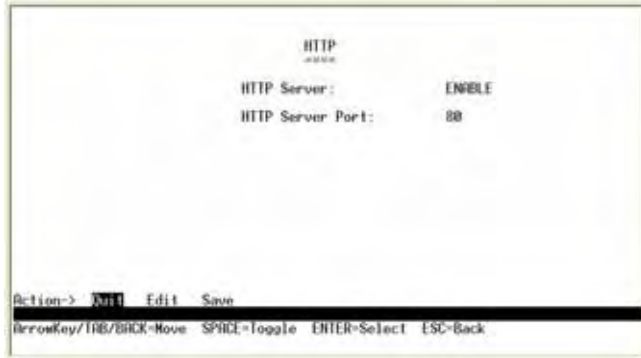 HTTP
====
HTTP Server: ENABLE
HTTP Server Port: 80
Action-> Quit Edit Save
ArrowKey/TAB/BACK=Move SPACE=Toggle ENTER=Select ESC=Back